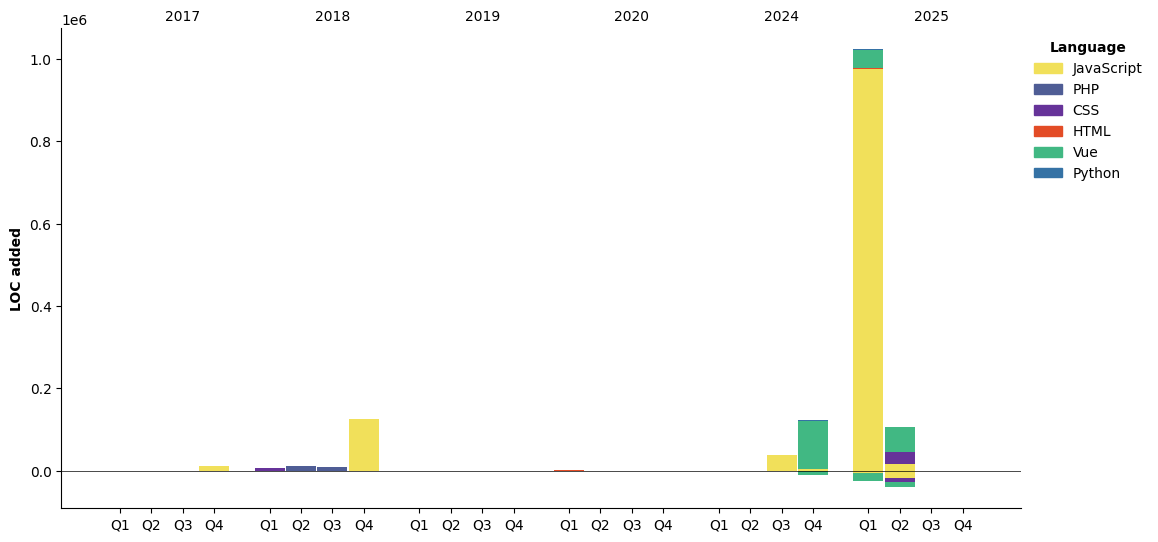 1e6
2017 2018 2019 2020 2024 2025
1.0
0.8
0.6
0.4
0.2
0.0
LOC added
Q1 Q2 Q3 Q4 Q1 Q2 Q3 Q4 Q1 Q2 Q3 Q4 Q1 Q2 Q3 Q4 Q1 Q2 Q3 Q4 Q1 Q2 Q3 Q4
Language
JavaScript
PHP
CSS
HTML
Vue
Python